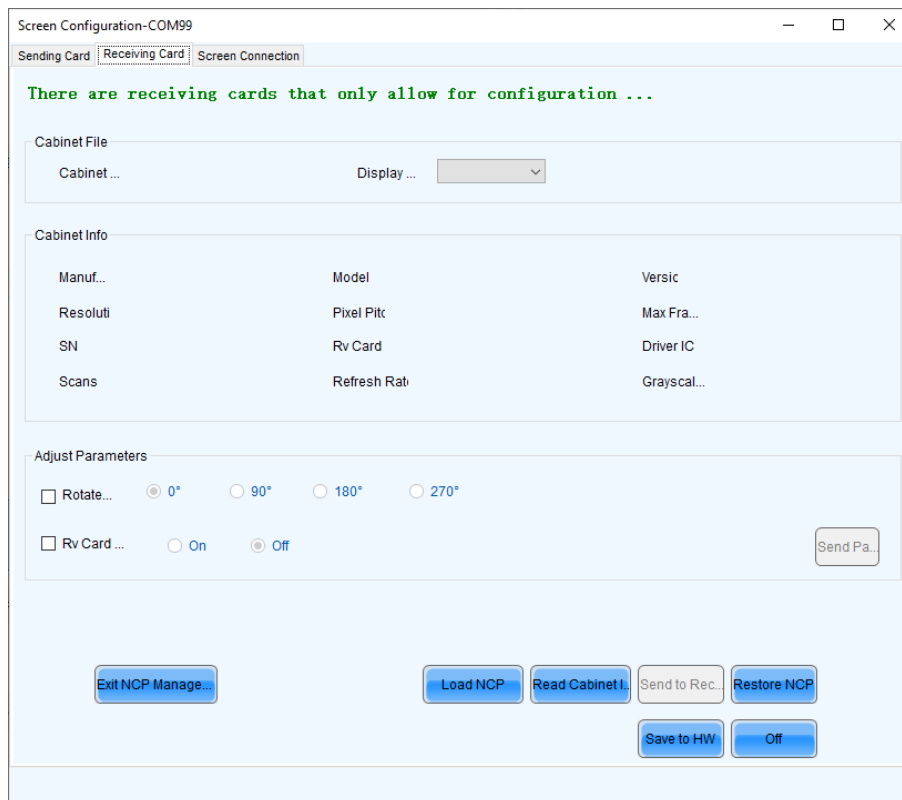 Screen Configuration-COM99
Sending Card Receiving Card Screen Connection
There are receiving cards that only allow for configuration ...
Cabinet File
Cabinet ... Display ...
Cabinet Info
Manuf... Model Versic
Resoluti Pixel Pitc Max Fra...
SN Rv Card Driver IC
Scans Refresh Rat Grayscal...
Adjust Parameters
Rotate... 0° 90° 180° 270°
Rv Card ... On Off
Send Pa...
Exit NCP Manage... Load NCP Read Cabinet I.. Send to Rec... Restore NCP
Save to HW Off